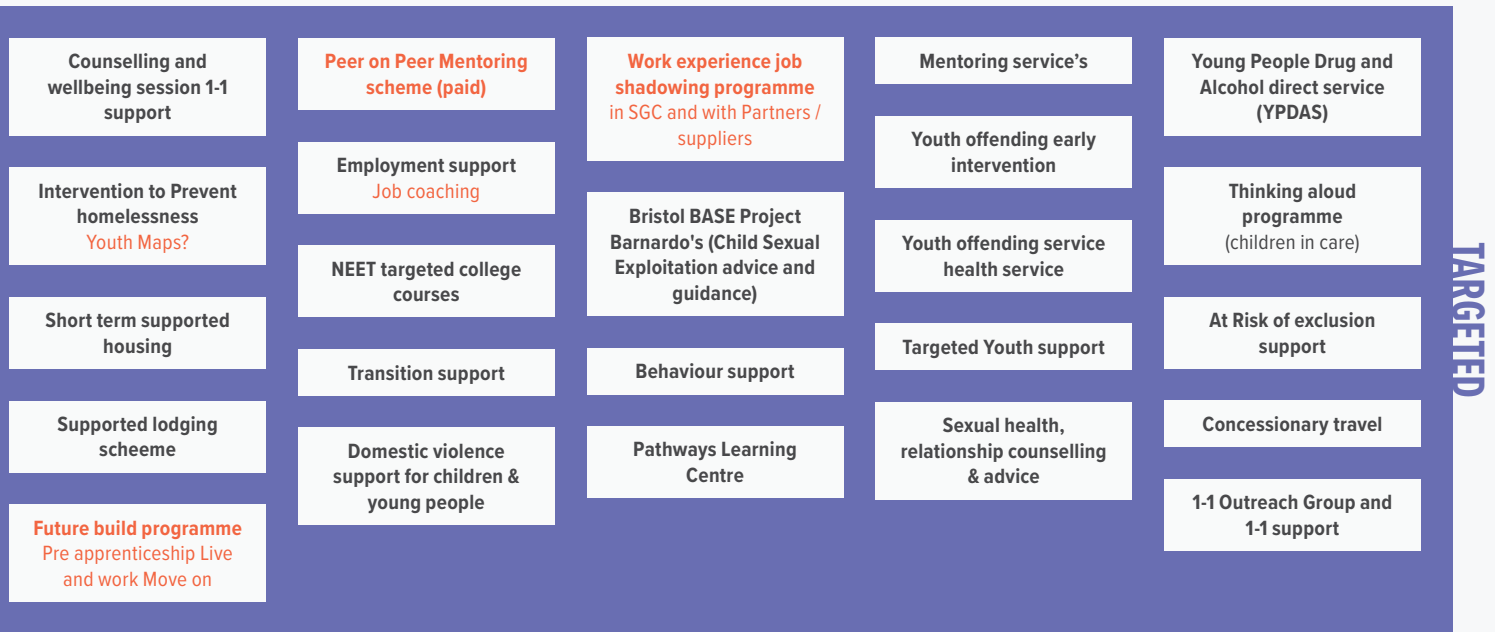 Counselling and
wellbeing session 1-1
support
Intervention to Prevent
homelessness
Youth Maps?
Short term supported
housing
Supported lodging
scheeme
Future build programme
Pre apprenticeship Live
and work Move on
Peer on Peer Mentoring
scheme (paid)
Employment support
Job coaching
NEET targeted college
courses
Transition support
Domestic violence
support for children &
young people
Work experience job
shadowing programme
in SGC and with Partners /
suppliers
Bristol BASE Project
Barnardo's (Child Sexual
Exploitation advice and
guidance)
Behaviour support
Pathways Learning
Centre
Mentoring service's
Youth offending early
intervention
Youth offending service
health service
Targeted Youth support
Sexual health,
relationship counselling
& advice
Young People Drug and
Alcohol direct service
(YPDAS)
Thinking aloud
programme
(children in care)
At Risk of exclusion
support
Concessionary travel
1-1 Outreach Group and
1-1 support
TARGETED